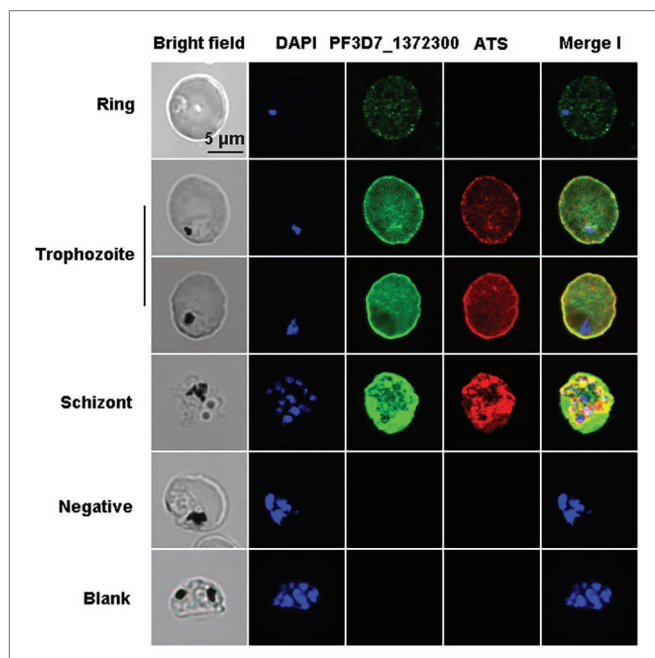 Bright field DAPI PF3D7_1372300 ATS Merge I
Ring
5 µm
Trophozoite
Schizont
Negative
Blank